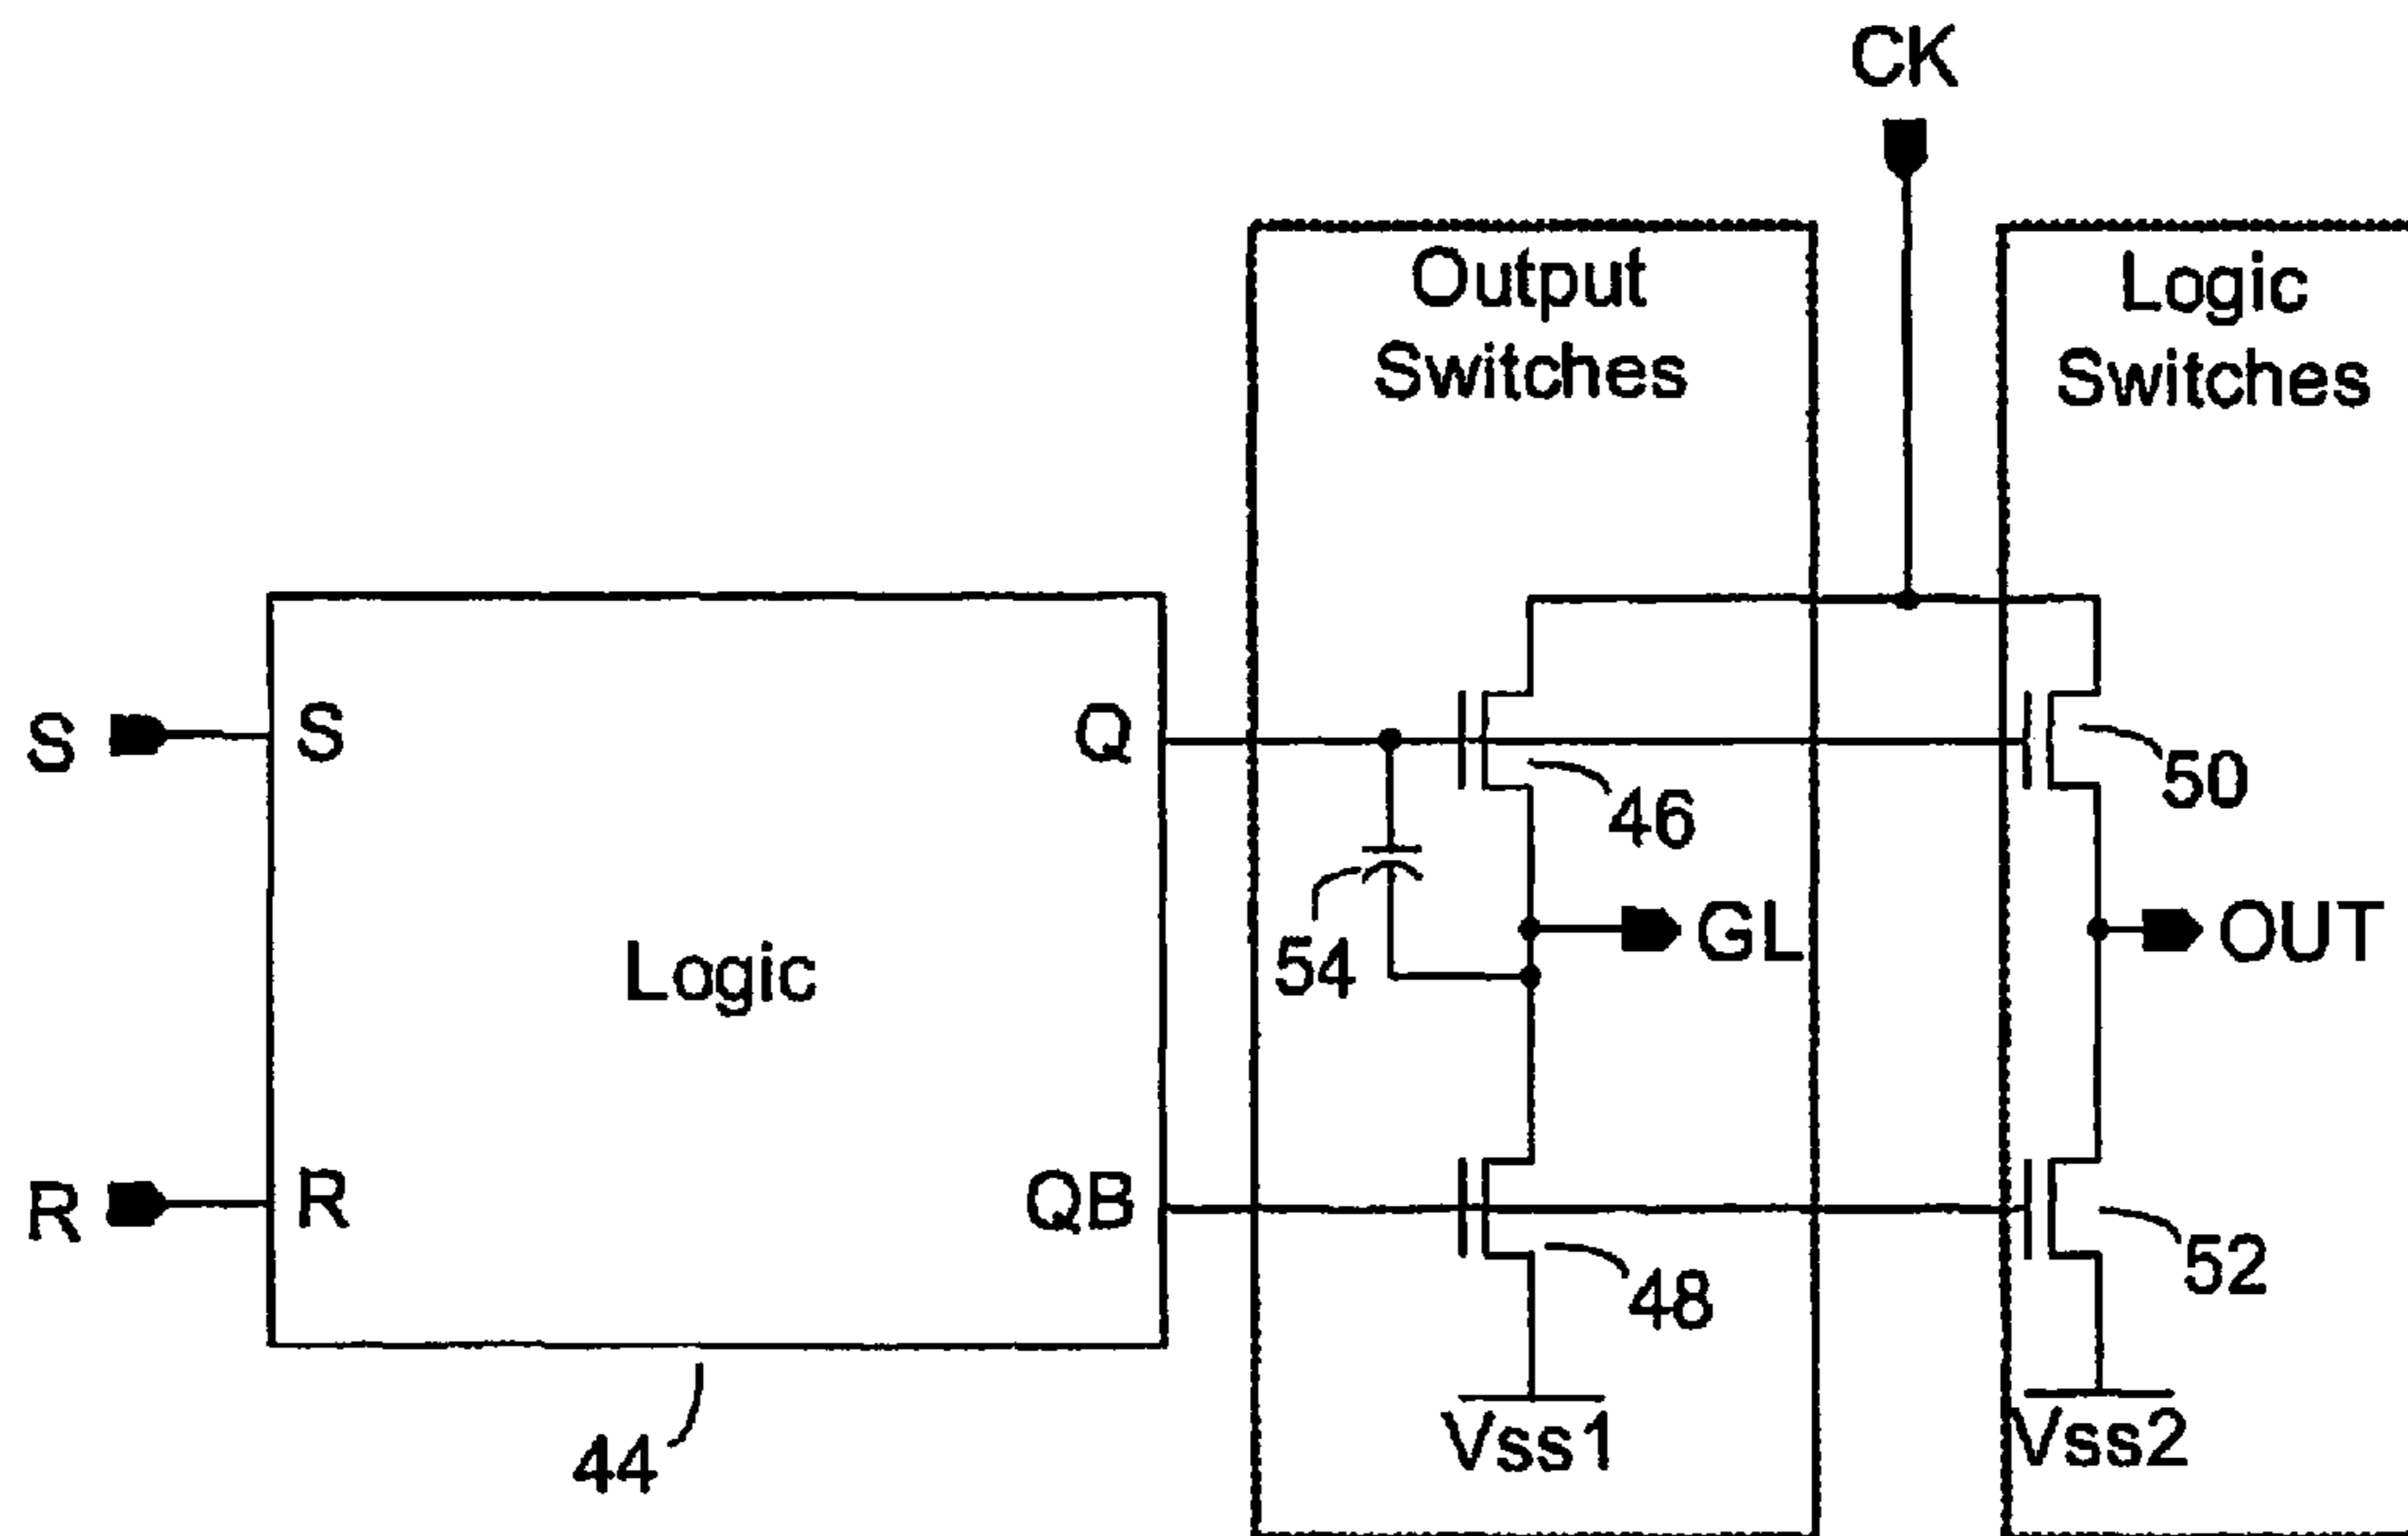 CK
Output
Switches
Logic
Switches
S
S
Q
50
46
GL
OUT
54
Logic
R
R
QB
52
48
Vss1
Vss2
44